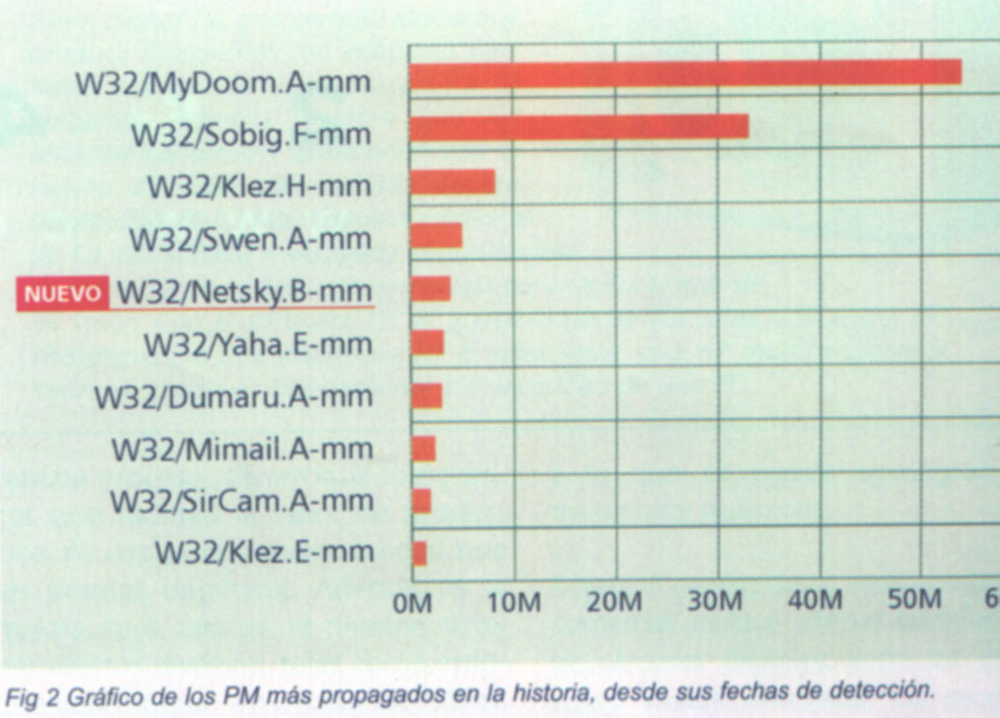 W32/MyDoom.A-mm
W32/Sobig.F-mm
W32/Klez.H-mm
W32/Swen.A-mm
NUEVO W32/Netsky.B-mm
W32/Yaha.E-mm
W32/Dumaru.A-mm
W32/Mimail.A-mm
W32/SirCam.A-mm
W32/Klez.E-mm
0M 10M 20M 30M 40M 50M 6
Fig 2 Gráfico de los PM más propagados en la historia, desde sus fechas de detección.